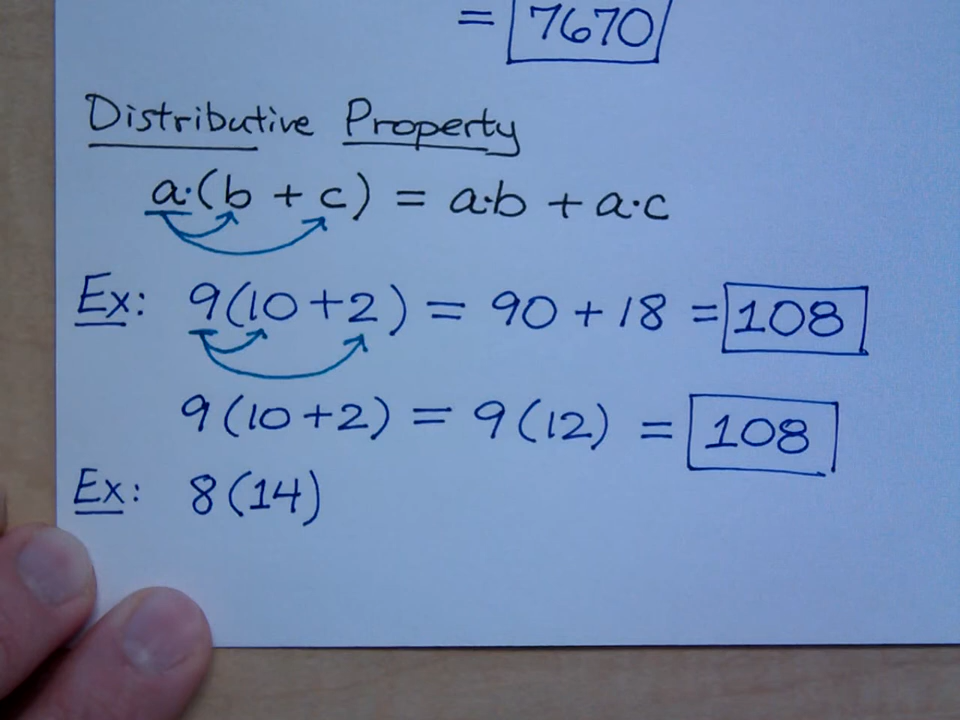 = 7670
Distributive Property
a·(b + c) = a·b + a·c
Ex: 9(10+2) = 90 + 18 = 108
9(10+2) = 9(12) = 108
Ex: 8(14)